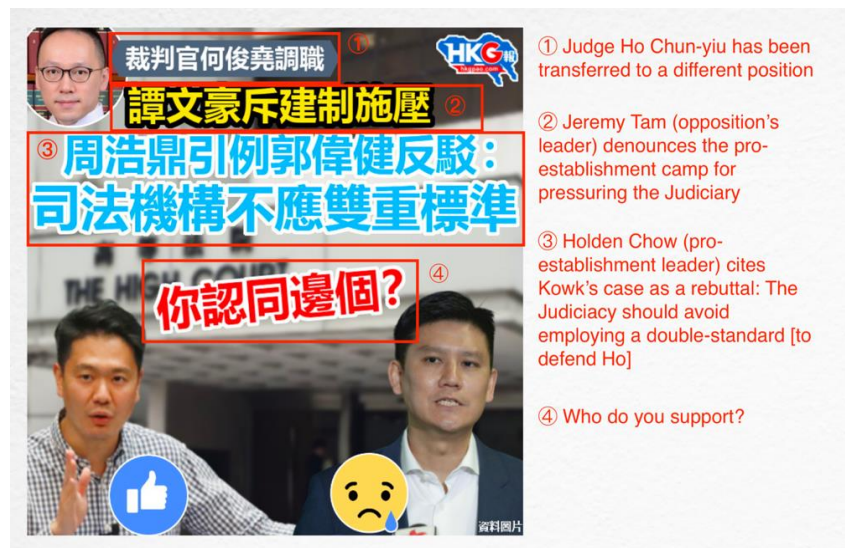 裁判官何俊堯調職
①
HKG報
hkgpao.com
譚文豪斥建制施壓
②
③
周浩鼎引例郭偉健反駁：
司法機構不應雙重標準
THE HIGH COURT
④
你認同邊個？
資料圖片
① Judge Ho Chun-yiu has been
transferred to a different position
② Jeremy Tam (opposition's
leader) denounces the pro-
establishment camp for
pressuring the Judiciary
③ Holden Chow (pro-
establishment leader) cites
Kowk's case as a rebuttal: The
Judiciacy should avoid
employing a double-standard [to
defend Ho]
④ Who do you support?